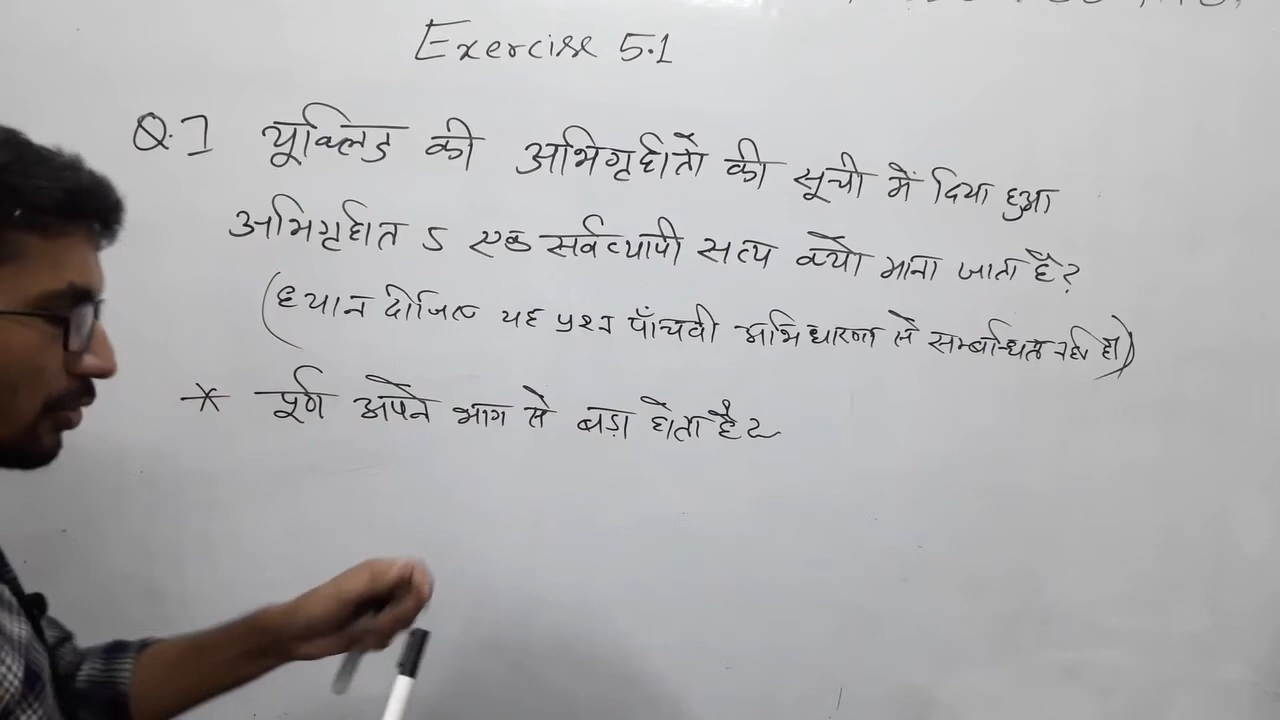 Exercise 5.1
Q.7 यूक्लिड की अभिगृहीतों की सूची में दिया हुआ
अभिगृहीत 5 एक सर्वव्यापी सत्य क्यों माना जाता है?
(ध्यान दीजिए यह प्रश्न पाँचवी अभिधारणा से सम्बन्धित नहीं है)
* पूर्ण अपने भाग से बड़ा होता है